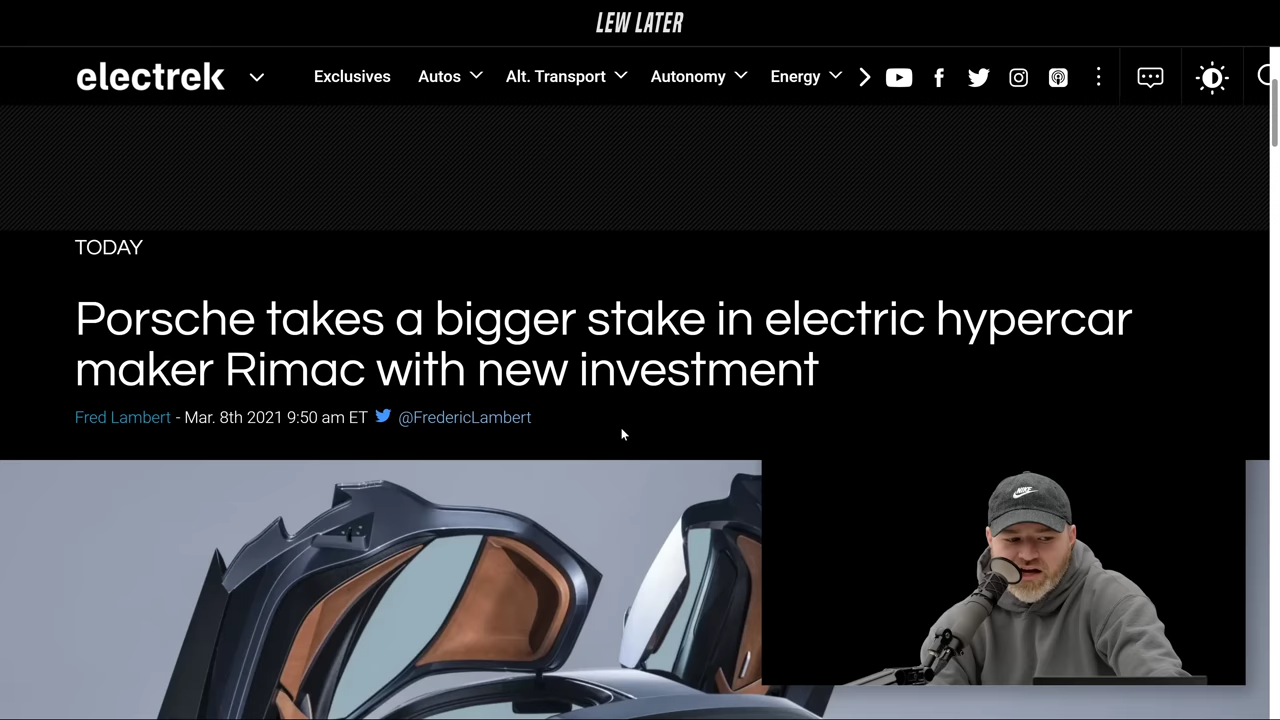 LEW LATER
electrek
Exclusives Autos Alt. Transport Autonomy Energy
TODAY
Porsche takes a bigger stake in electric hypercar
maker Rimac with new investment
Fred Lambert - Mar. 8th 2021 9:50 am ET @FredericLambert
NIKE